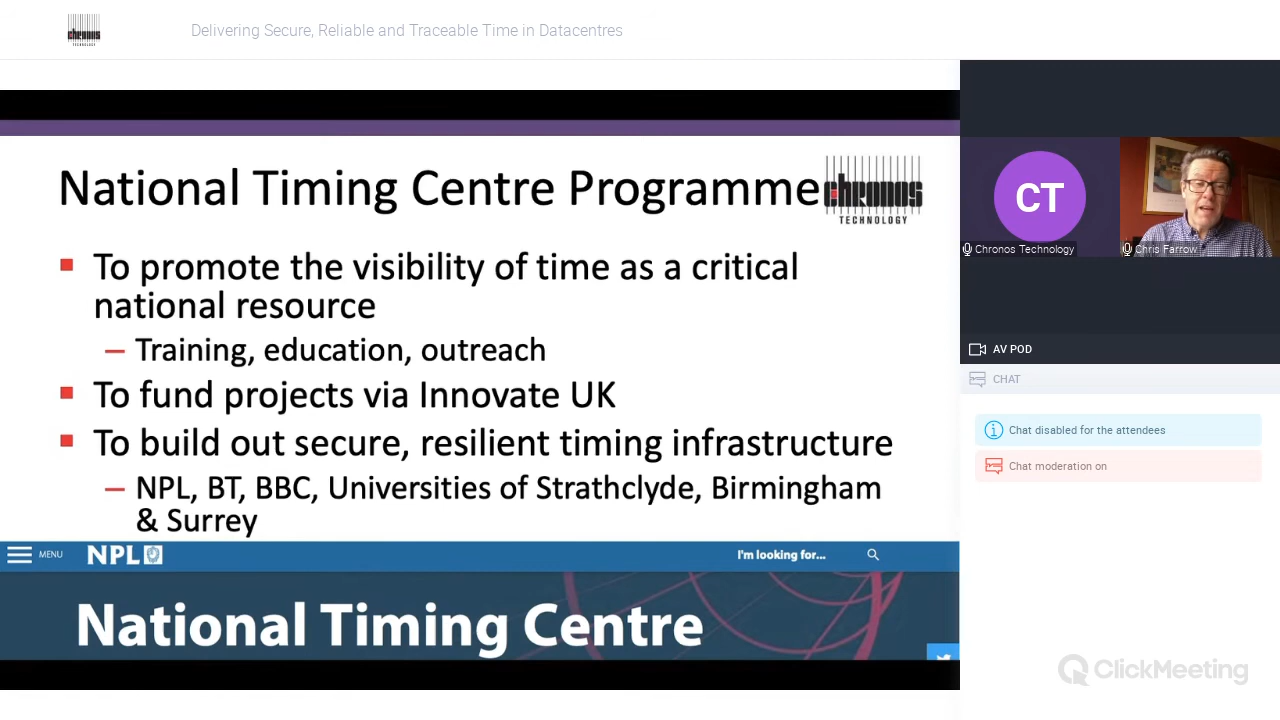 chronos
TECHNOLOGY
Delivering Secure, Reliable and Traceable Time in Datacentres
National Timing Centre Programme
chronos
TECHNOLOGY
To promote the visibility of time as a critical
national resource
– Training, education, outreach
To fund projects via Innovate UK
To build out secure, resilient timing infrastructure
– NPL, BT, BBC, Universities of Strathclyde, Birmingham
& Surrey
MENU
NPL
I'm looking for...
National Timing Centre
CT
Chronos Technology
Chris Farrow
AV POD
CHAT
Chat disabled for the attendees
Chat moderation on
ClickMeeting